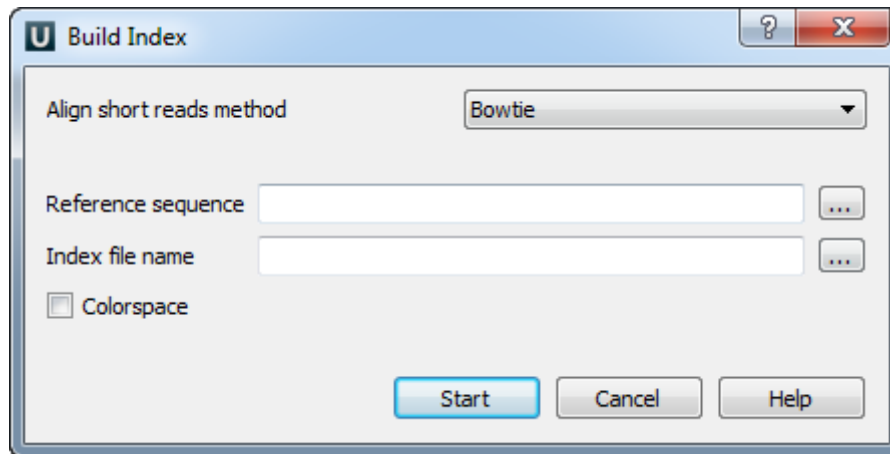 U Build Index ? X
Align short reads method Bowtie
Reference sequence ...
Index file name ...
Colorspace
Start Cancel Help